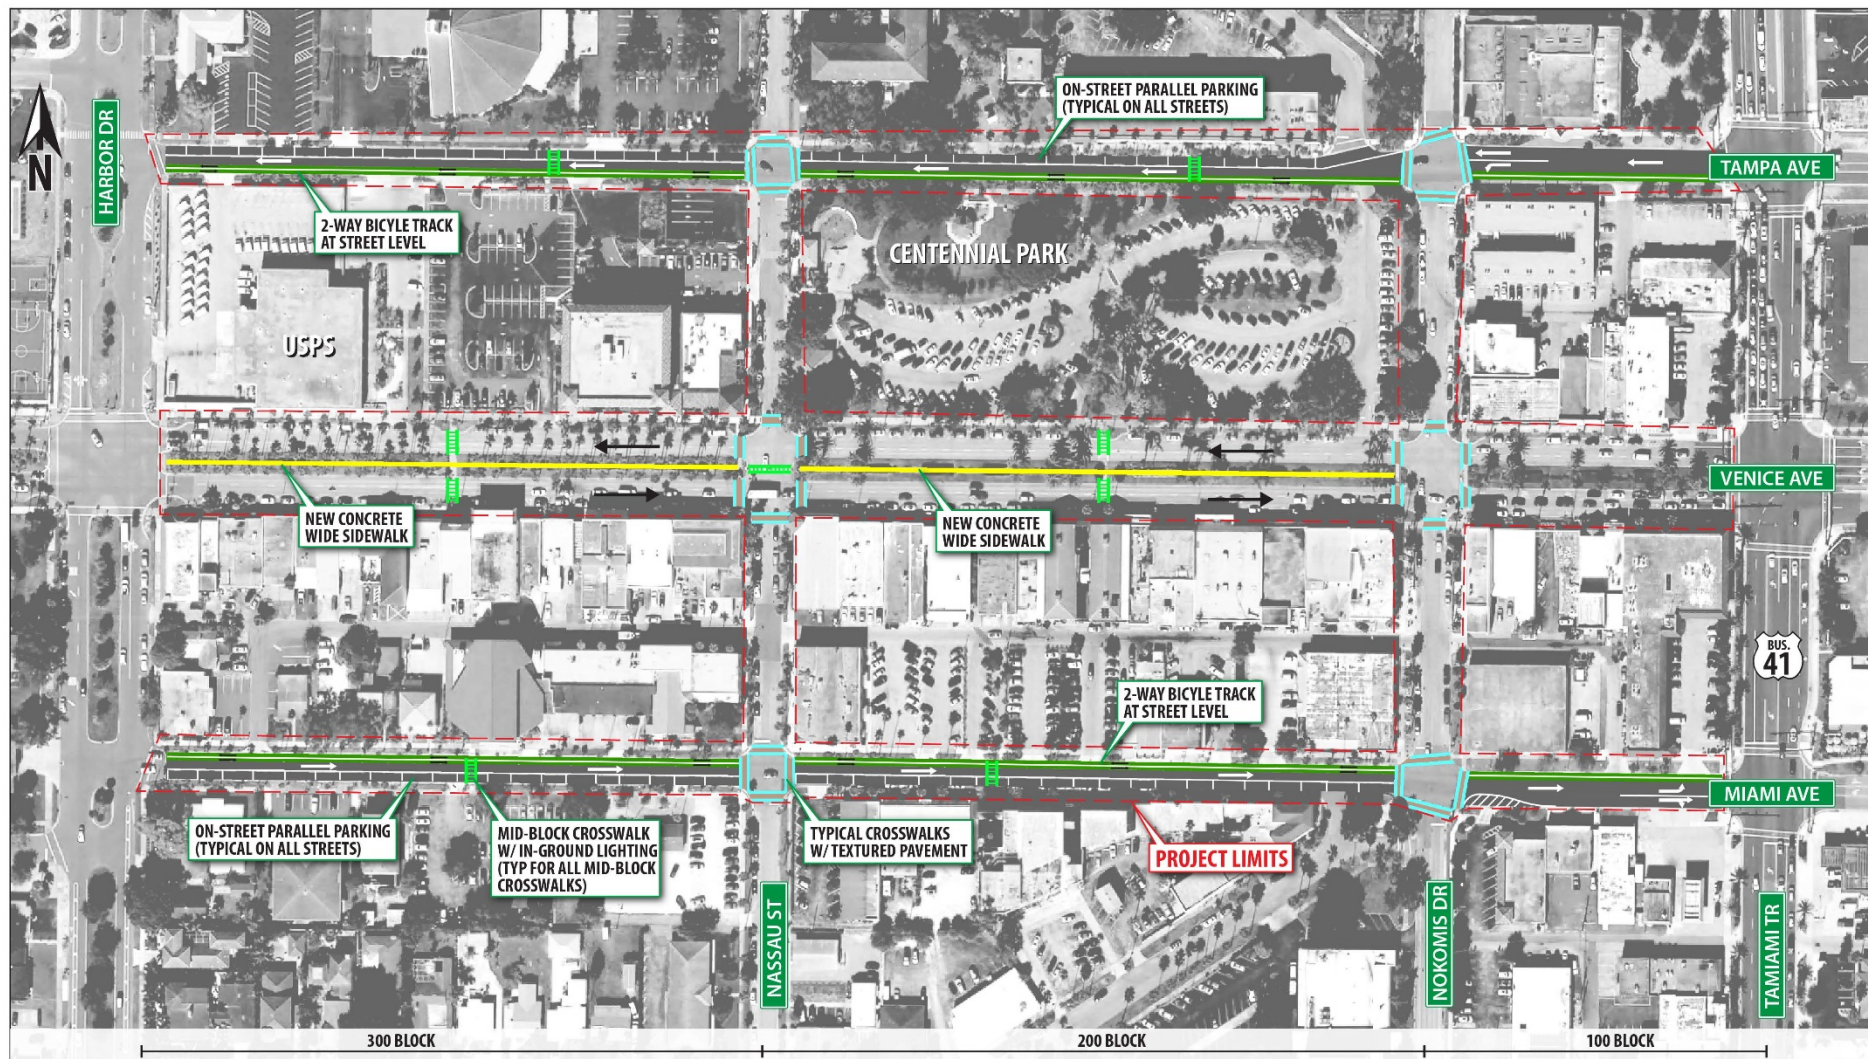 ON-STREET PARALLEL PARKING
(TYPICAL ON ALL STREETS)
HARBOR DR
N
TAMPA AVE
2-WAY BICYLE TRACK
AT STREET LEVEL
CENTENNIAL PARK
USPS
VENICE AVE
NEW CONCRETE
WIDE SIDEWALK
NEW CONCRETE
WIDE SIDEWALK
BUS.
41
2-WAY BICYLE TRACK
AT STREET LEVEL
MIAMI AVE
ON-STREET PARALLEL PARKING
(TYPICAL ON ALL STREETS)
MID-BLOCK CROSSWALK
W/ IN-GROUND LIGHTING
(TYP FOR ALL MID-BLOCK
CROSSWALKS)
TYPICAL CROSSWALKS
W/ TEXTURED PAVEMENT
PROJECT LIMITS
NASSAU ST
NOKOMIS DR
TAMIAMI TR
300 BLOCK
200 BLOCK
100 BLOCK